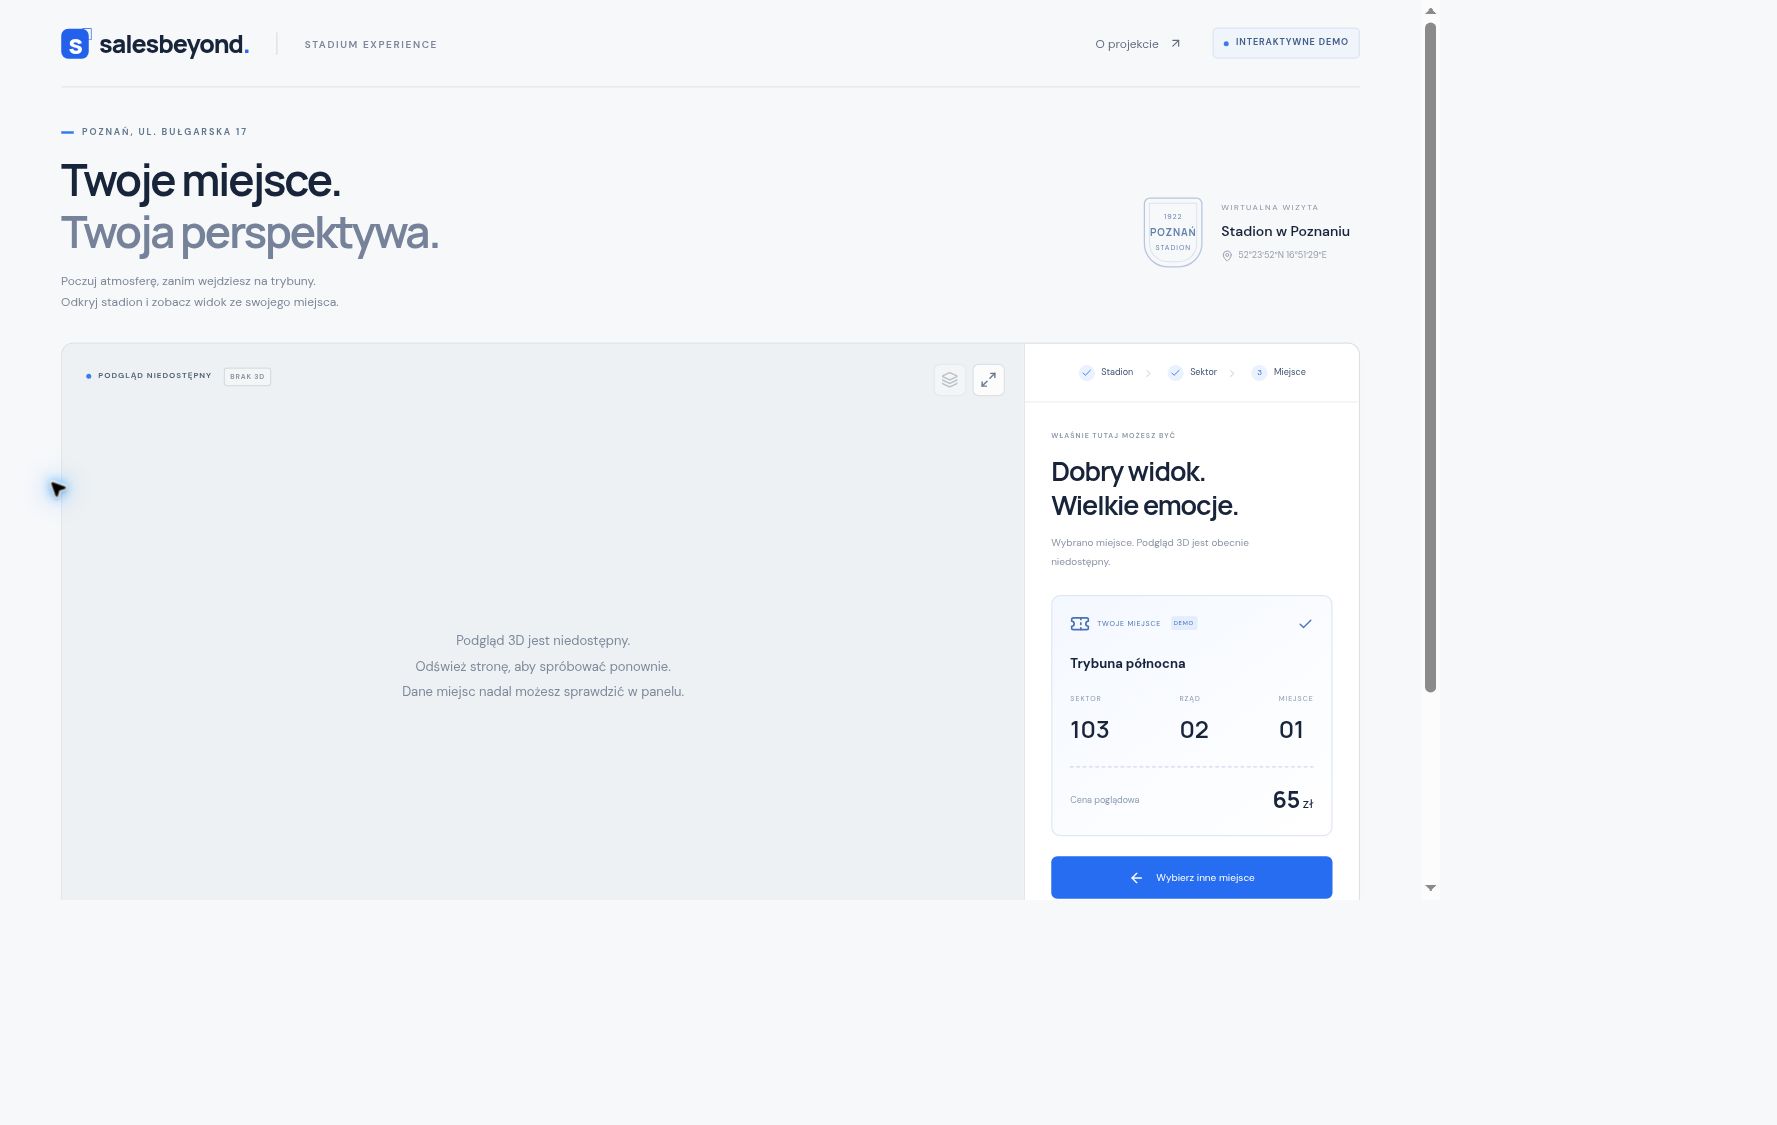 s salesbeyond.
STADIUM EXPERIENCE
O projekcie
INTERAKTYWNE DEMO
POZNAŃ, UL. BUŁGARSKA 17
Twoje miejsce.
Twoja perspektywa.
Poczuj atmosferę, zanim wejdziesz na trybuny.
Odkryj stadion i zobacz widok ze swojego miejsca.
1922
POZNAŃ
STADION
WIRTUALNA WIZYTA
Stadion w Poznaniu
52°23'52"N 16°51'29"E
PODGLĄD NIEDOSTĘPNY
BRAK 3D
Podgląd 3D jest niedostępny.
Odśwież stronę, aby spróbować ponownie.
Dane miejsc nadal możesz sprawdzić w panelu.
Stadion
Sektor
3 Miejsce
WŁAŚNIE TUTAJ MOŻESZ BYĆ
Dobry widok.
Wielkie emocje.
Wybrano miejsce. Podgląd 3D jest obecnie
niedostępny.
TWOJE MIEJSCE DEMO
Trybuna północna
SEKTOR RZĄD MIEJSCE
103 02 01
Cena poglądowa 65 zł
Wybierz inne miejsce